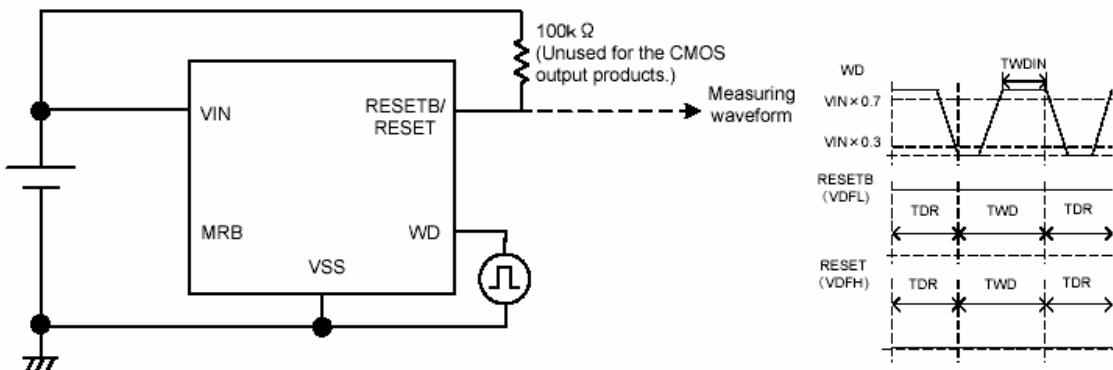 100k Ω
(Unused for the CMOS
output products.)
VIN
RESETB/
RESET
Measuring
waveform
MRB
WD
VSS
WD
TWDIN
VIN×0.7
VIN×0.3
RESETB
(VDFL)
TDR
TWD
TDR
RESET
(VDFH)
TDR
TWD
TDR